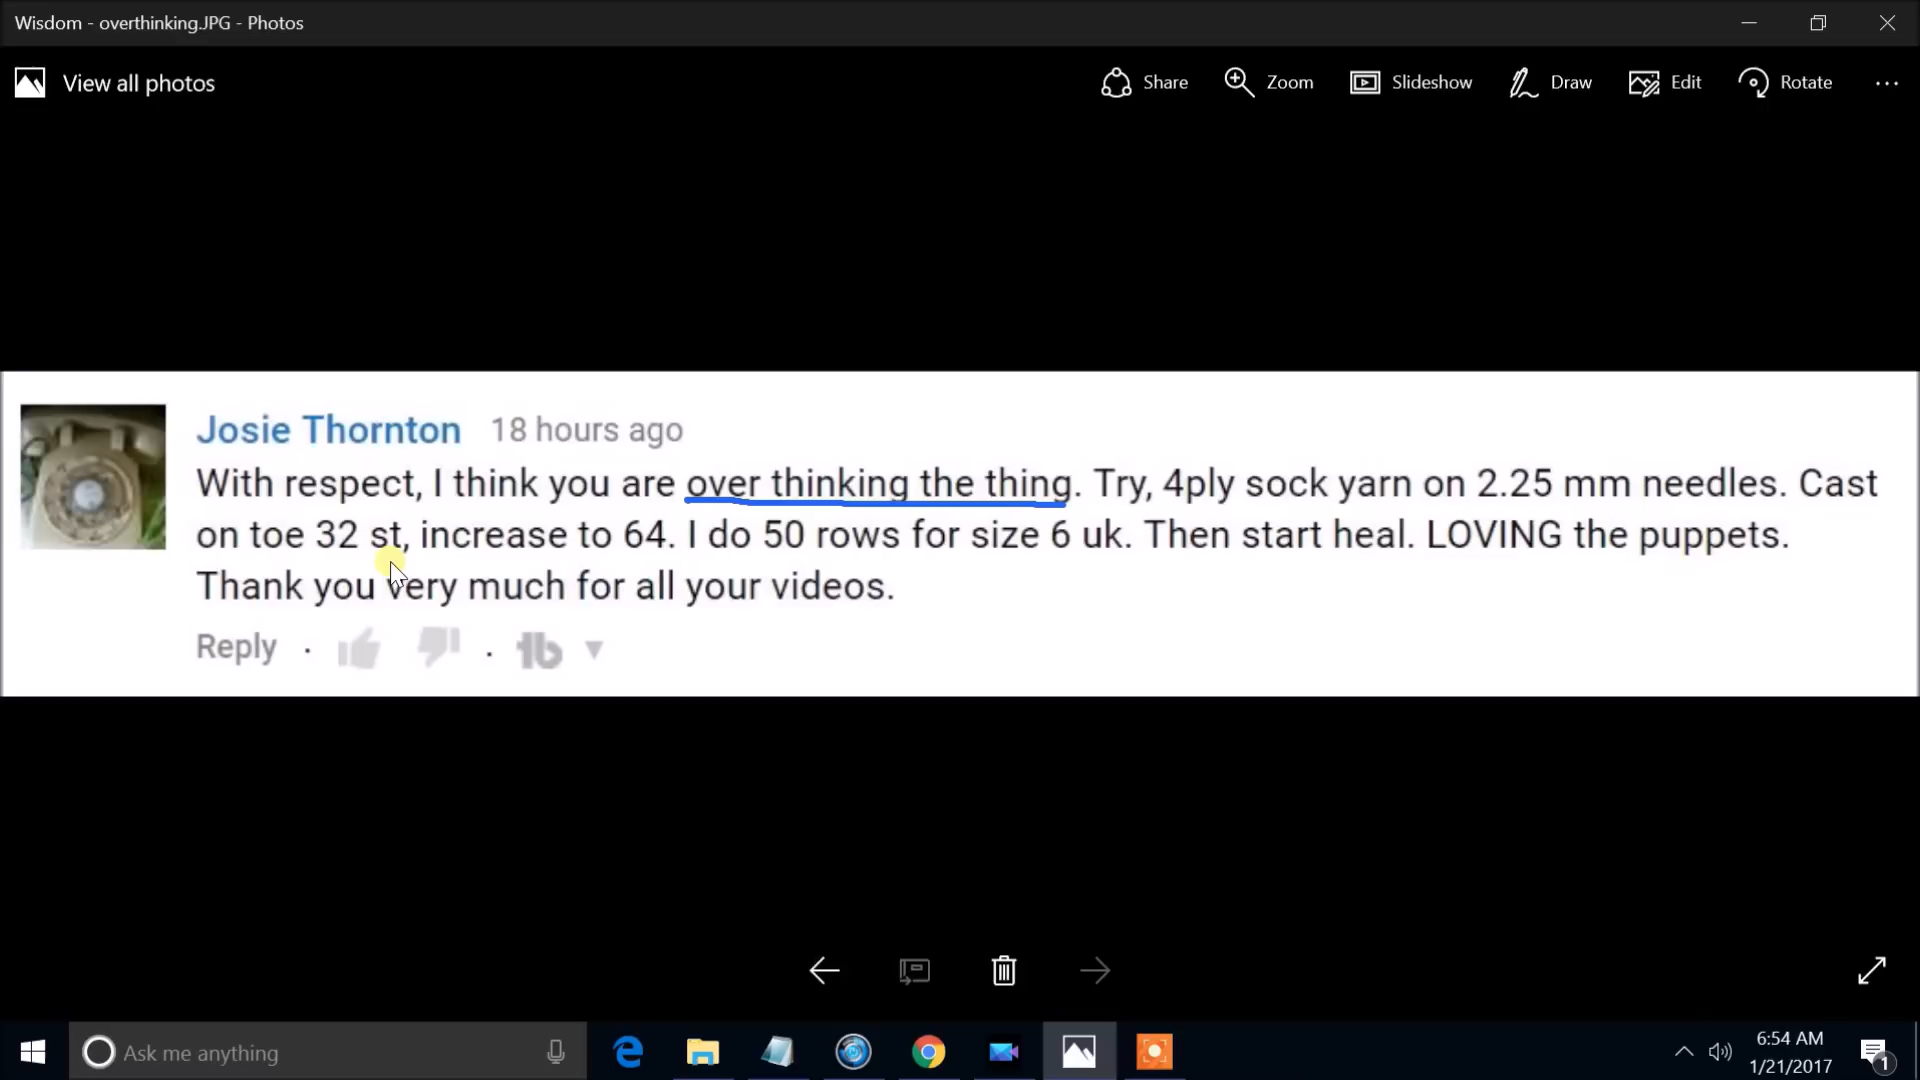 Wisdom - overthinking.JPG - Photos
View all photos
Share
Zoom
Slideshow
Draw
Edit
Rotate
Josie Thornton 18 hours ago
With respect, I think you are over thinking the thing. Try, 4ply sock yarn on 2.25 mm needles. Cast
on toe 32 st, increase to 64. I do 50 rows for size 6 uk. Then start heal. LOVING the puppets.
Thank you very much for all your videos.
Reply
tb
Ask me anything
6:54 AM
1/21/2017
1